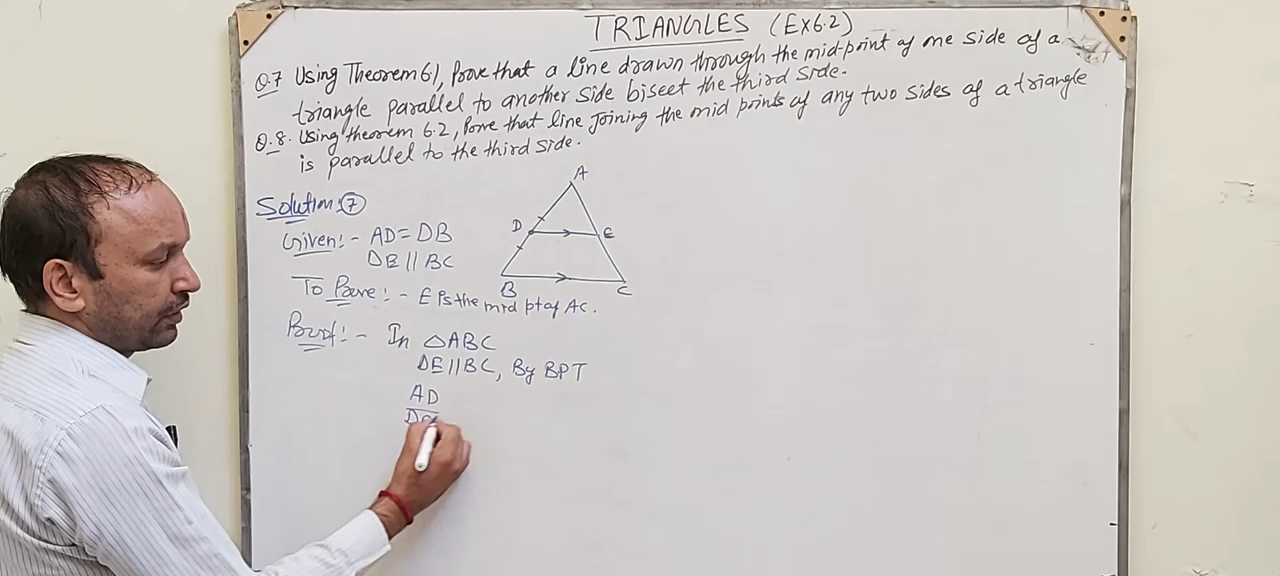 TRIANGLES (Ex 6.2)
Q.7 Using Theorem 6.1, Prove that a line drawn through the mid-point of one side of a
triangle parallel to another side bisect the third side.
Q.8. Using theorem 6.2, Prove that line joining the mid points of any two sides of a triangle
is parallel to the third side.
Solution: 7
Given:- AD = DB
DE || BC
A
D
E
B
C
To Prove:- E is the mid pt of AC.
Proof:- In △ABC
DE || BC, By BPT
AD